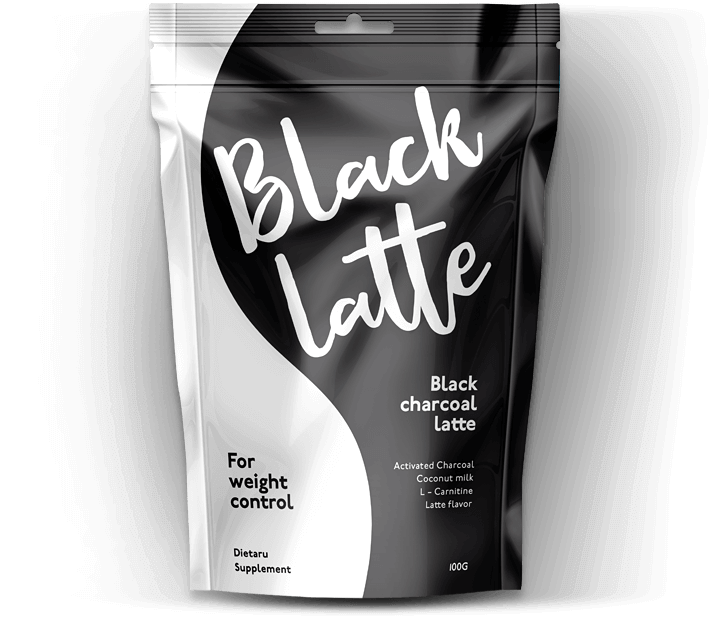 Black
latte
Black
charcoal
latte
Activated Charcoal
Coconut milk
L - Carnitine
Latte flavor
For
weight
control
Dietaru
Supplement
100G